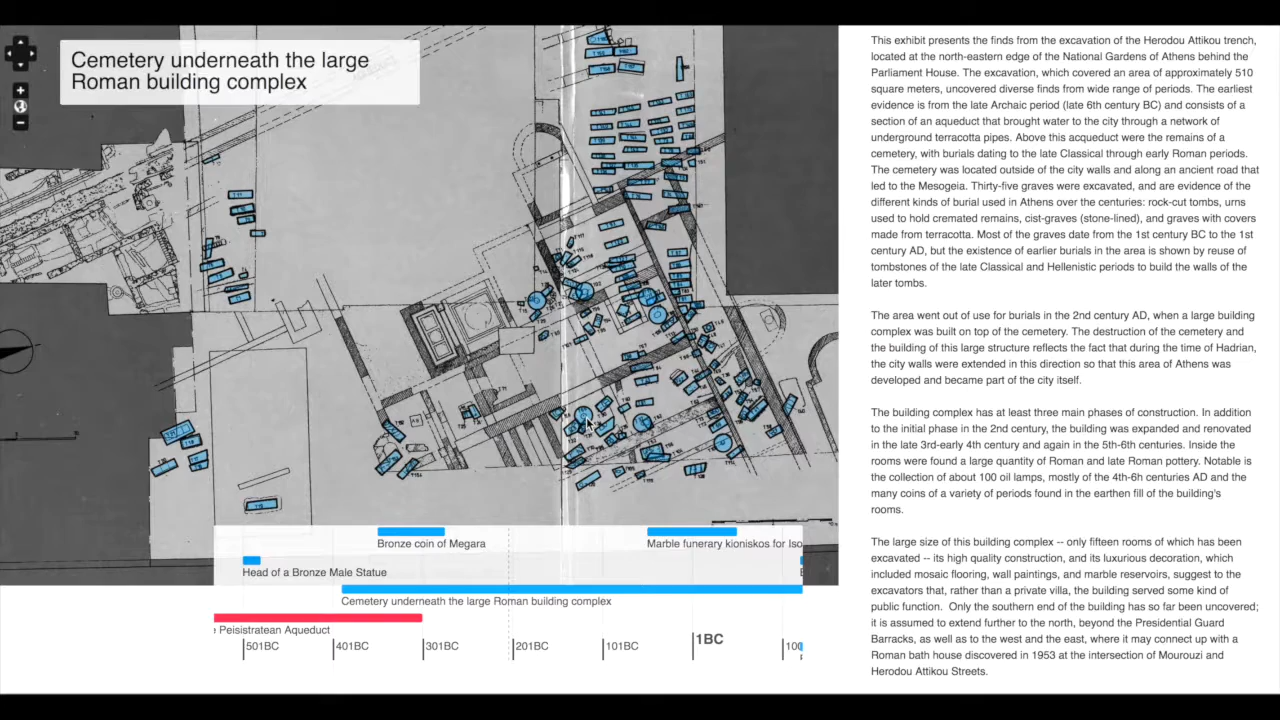 Cemetery underneath the large
Roman building complex
This exhibit presents the finds from the excavation of the Herodou Attikou trench,
located at the north-eastern edge of the National Gardens of Athens behind the
Parliament House. The excavation, which covered an area of approximately 510
square meters, uncovered diverse finds from wide range of periods. The earliest
evidence is from the late Archaic period (late 6th century BC) and consists of a
section of an aqueduct that brought water to the city through a network of
underground terracotta pipes. Above this acqueduct were the remains of a
cemetery, with burials dating to the late Classical through early Roman periods.
The cemetery was located outside of the city walls and along an ancient road that
led to the Mesogeia. Thirty-five graves were excavated, and are evidence of the
different kinds of burial used in Athens over the centuries: rock-cut tombs, urns
used to hold cremated remains, cist-graves (stone-lined), and graves with covers
made from terracotta. Most of the graves date from the 1st century BC to the 1st
century AD, but the existence of earlier burials in the area is shown by reuse of
tombstones of the late Classical and Hellenistic periods to build the walls of the
later tombs.
The area went out of use for burials in the 2nd century AD, when a large building
complex was built on top of the cemetery. The destruction of the cemetery and
the building of this large structure reflects the fact that during the time of Hadrian,
the city walls were extended in this direction so that this area of Athens was
developed and became part of the city itself.
The building complex has at least three main phases of construction. In addition
to the initial phase in the 2nd century, the building was expanded and renovated
in the late 3rd-early 4th century and again in the 5th-6th centuries. Inside the
rooms were found a large quantity of Roman and late Roman pottery. Notable is
the collection of about 100 oil lamps, mostly of the 4th-6h centuries AD and the
many coins of a variety of periods found in the earthen fill of the building's
rooms.
The large size of this building complex -- only fifteen rooms of which has been
excavated -- its high quality construction, and its luxurious decoration, which
included mosaic flooring, wall paintings, and marble reservoirs, suggest to the
excavators that, rather than a private villa, the building served some kind of
public function.  Only the southern end of the building has so far been uncovered;
it is assumed to extend further to the north, beyond the Presidential Guard
Barracks, as well as to the west and the east, where it may connect up with a
Roman bath house discovered in 1953 at the intersection of Mourouzi and
Herodou Attikou Streets.
Bronze coin of Megara
Marble funerary kioniskos for Iso
Head of a Bronze Male Statue
Cemetery underneath the large Roman building complex
Peisistratean Aqueduct
501BC 401BC 301BC 201BC 101BC 1BC 100